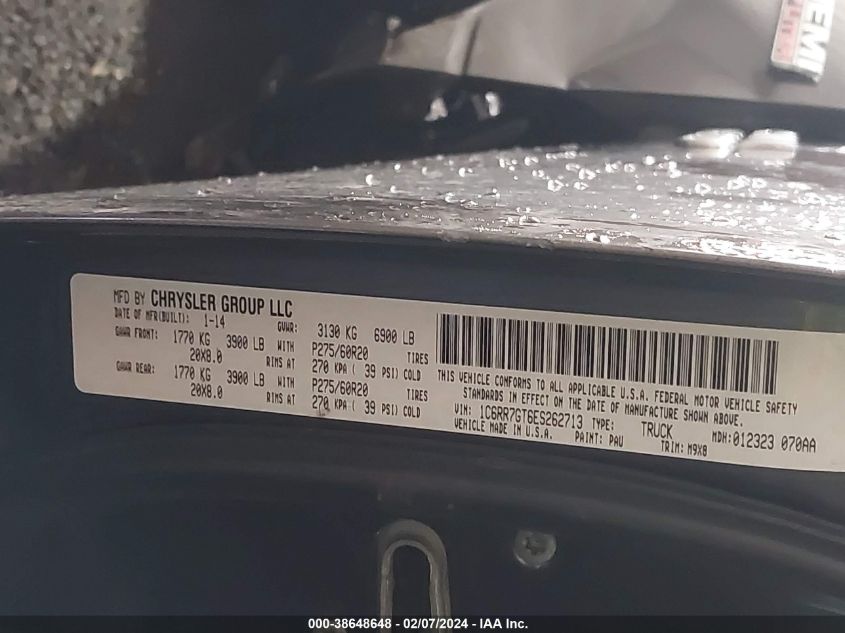 HEMI
MFD BY CHRYSLER GROUP LLC
DATE OF MFR(BUILT): 1-14 GVWR: 3130 KG 6900 LB
GAWR FRONT: 1770 KG 3900 LB WITH P275/60R20 TIRES
20X8.0 RIMS AT 270 KPA ( 39 PSI) COLD
GAWR REAR: 1770 KG 3900 LB WITH P275/60R20 TIRES
20X8.0 RIMS AT 270 KPA ( 39 PSI) COLD
THIS VEHICLE CONFORMS TO ALL APPLICABLE U.S.A. FEDERAL MOTOR VEHICLE SAFETY
STANDARDS IN EFFECT ON THE DATE OF MANUFACTURE SHOWN ABOVE.
VIN: 1C6RR7GT6ES262713 TYPE: TRUCK MDH:012323 070AA
VEHICLE MADE IN U.S.A. PAINT: PAU TRIM: M9X8
000-38648648 - 02/07/2024 - IAA Inc.